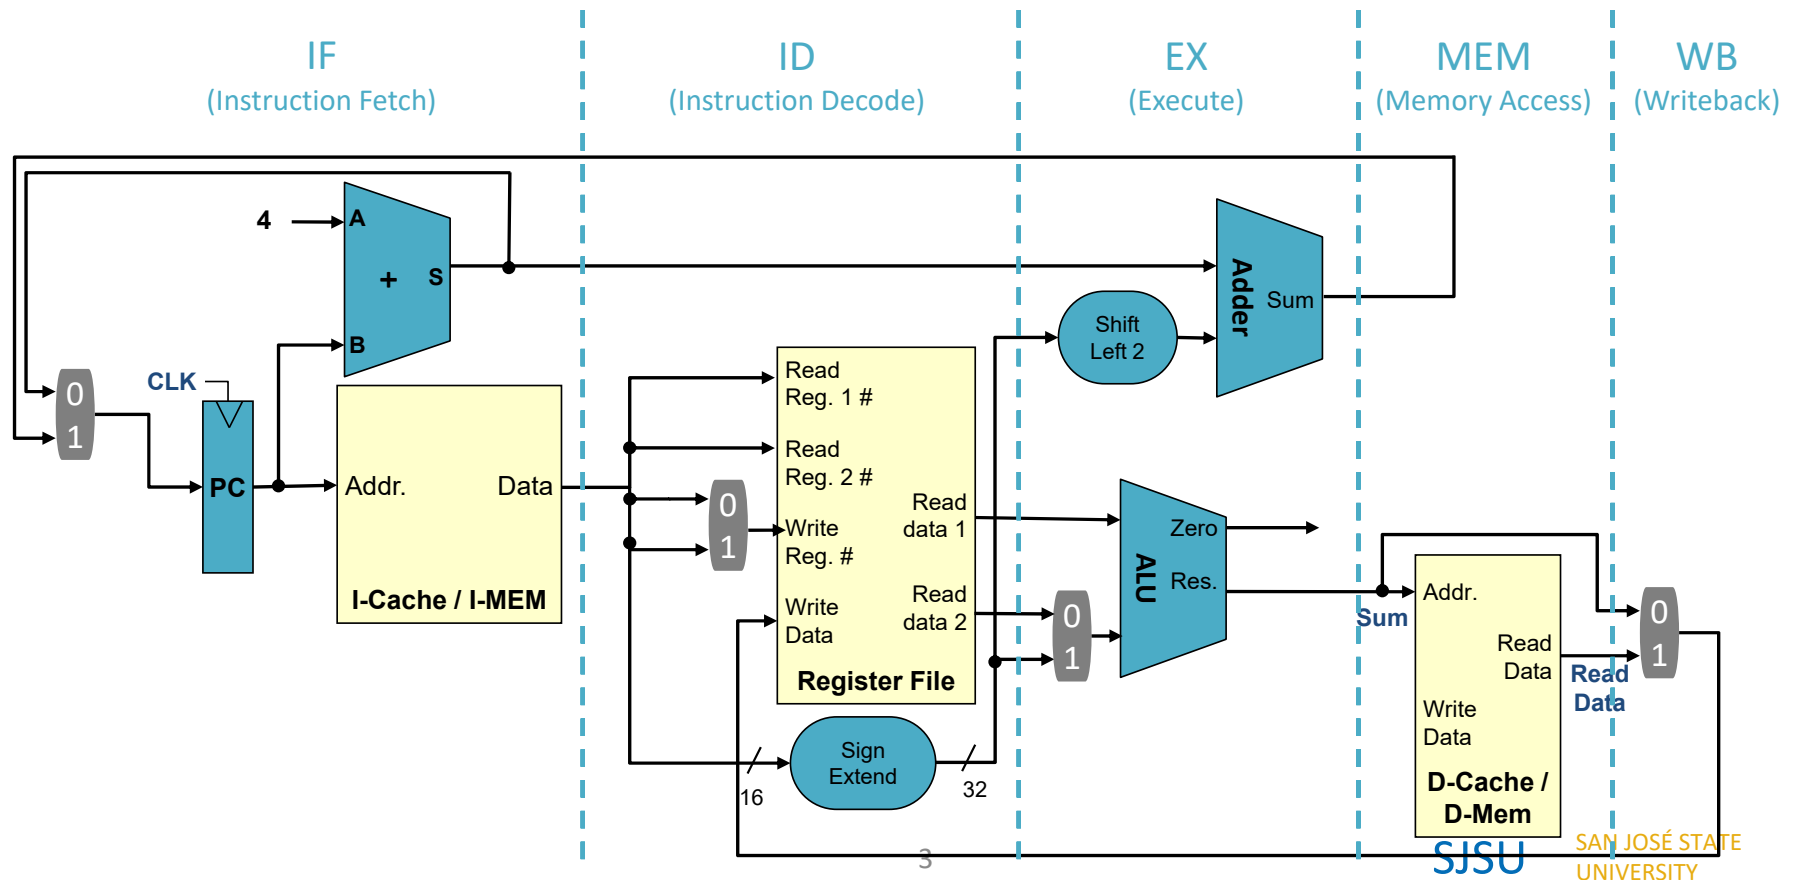 IF
(Instruction Fetch)
ID
(Instruction Decode)
EX
(Execute)
MEM
(Memory Access)
WB
(Writeback)
4
A
+
S
B
CLK
0
1
PC
Addr.
Data
I-Cache / I-MEM
0
1
Read
Reg. 1 #
Read
Reg. 2 #
Write
Reg. #
Write
Data
Read
data 1
Read
data 2
Register File
16
Sign
Extend
32
Shift
Left 2
Adder
Sum
0
1
ALU
Zero
Res.
Sum
Addr.
Read
Data
Write
Data
D-Cache /
D-Mem
Read
Data
0
1
3
SJSU
SAN JOSÉ STATE
UNIVERSITY